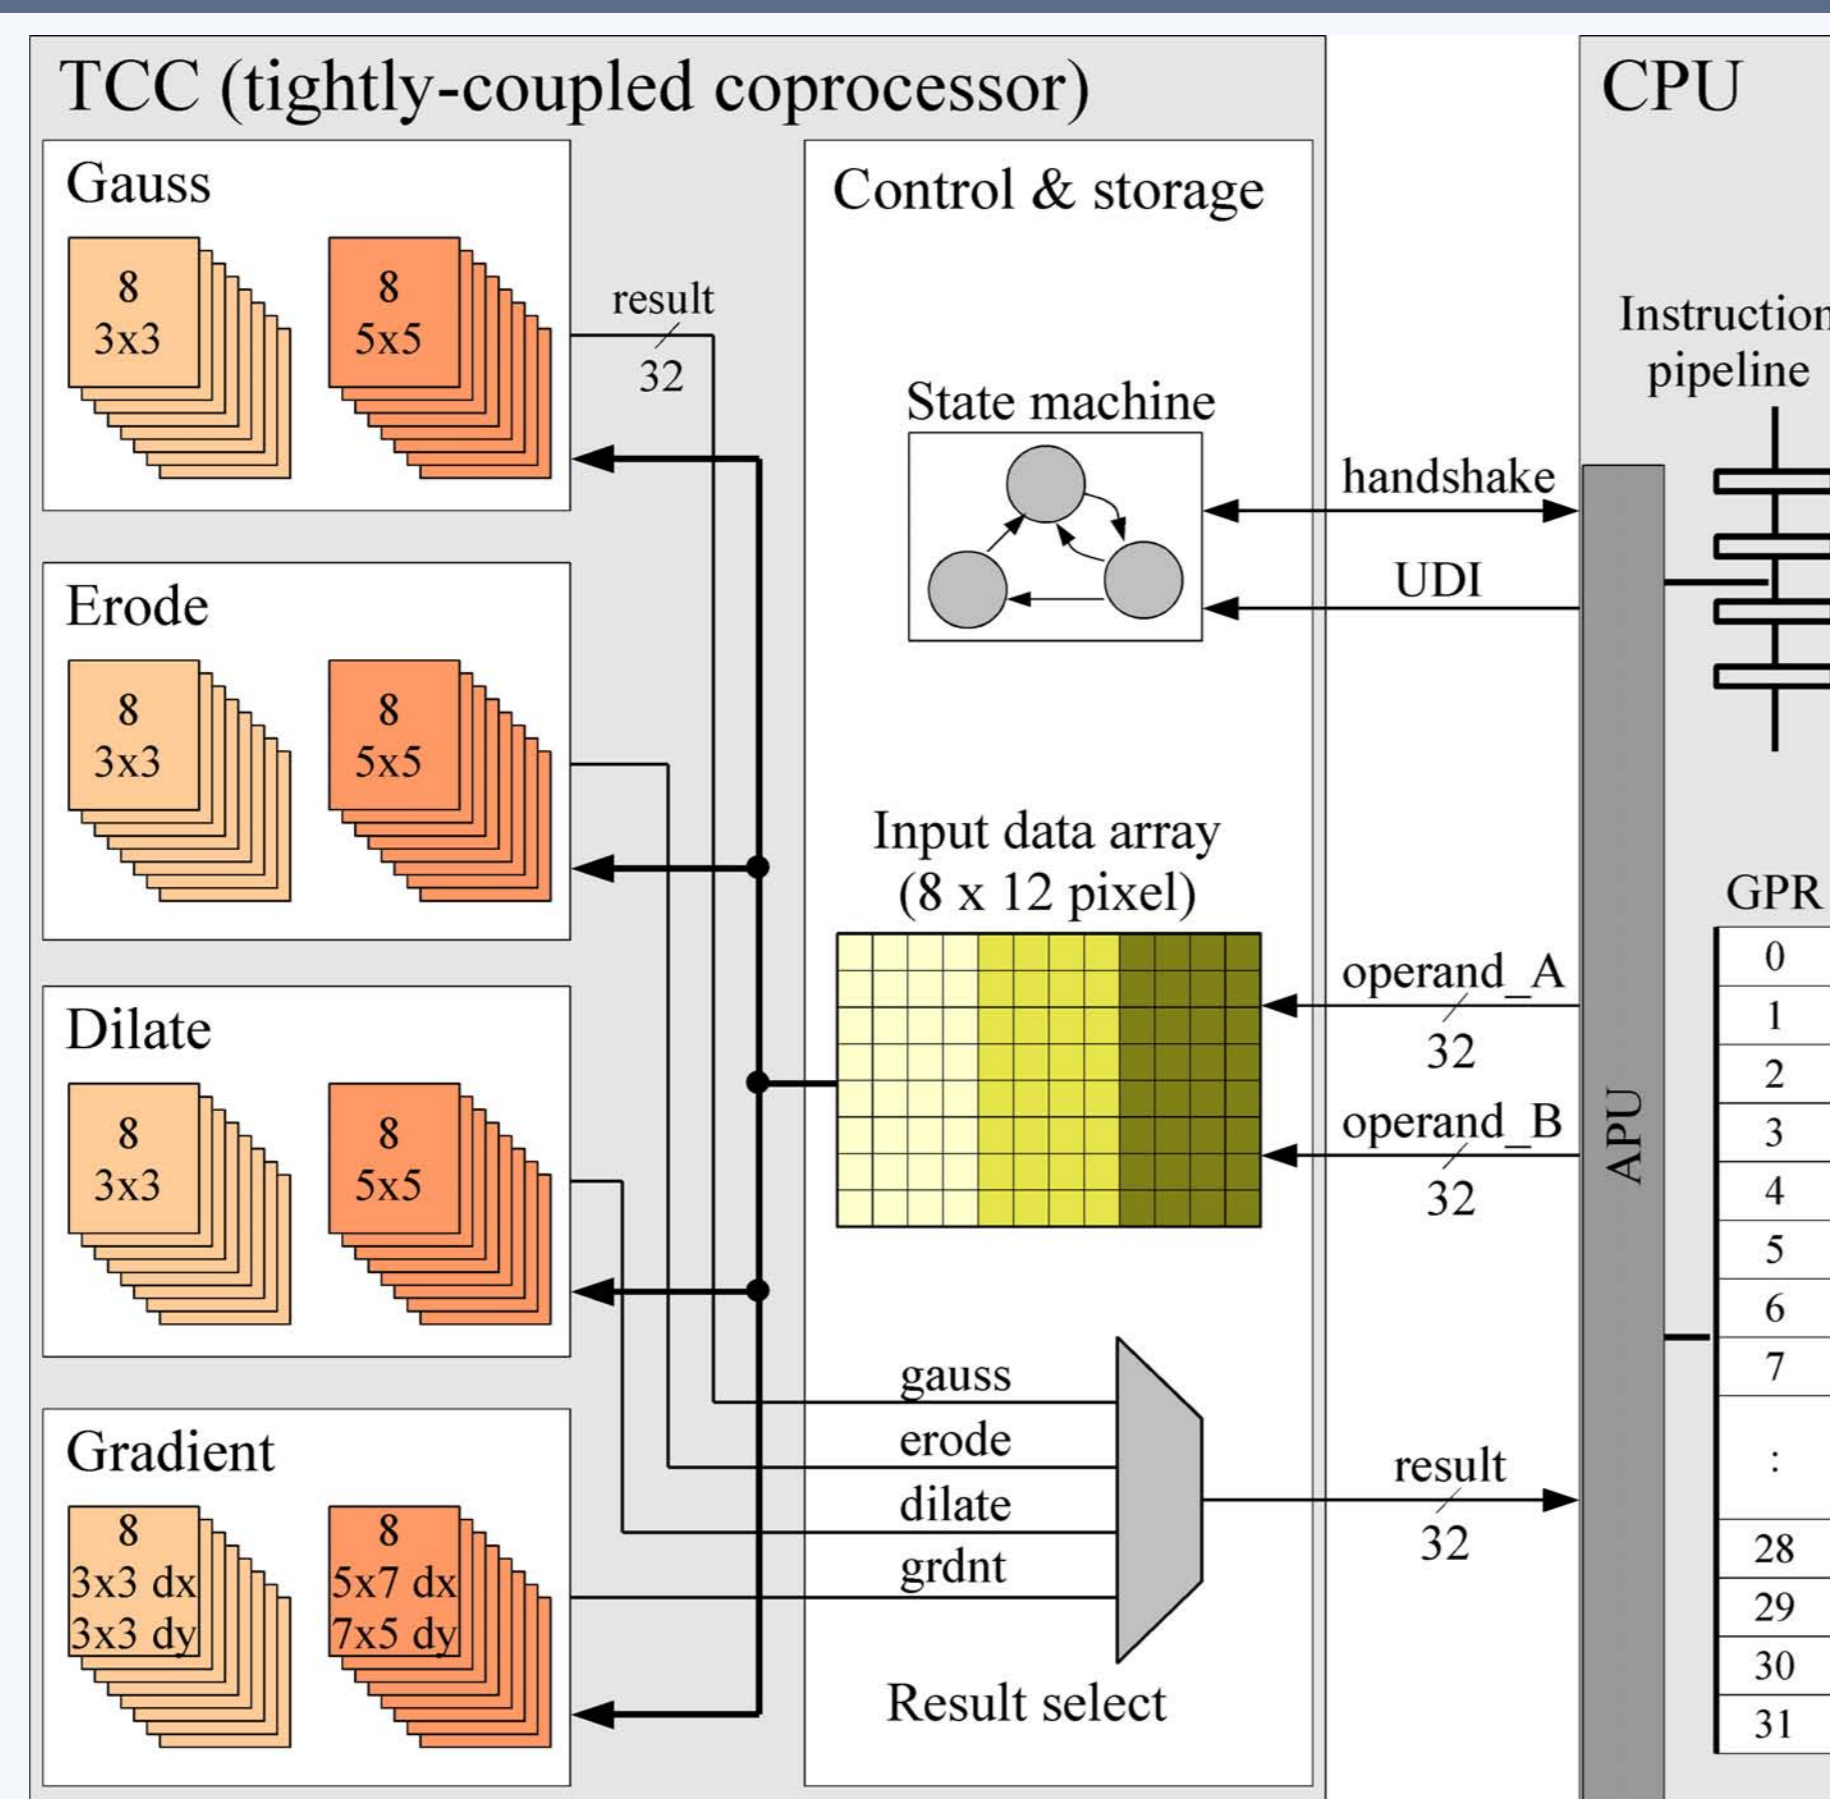 TCC (tightly-coupled coprocessor)
Gauss
8
3x3
8
5x5
result
32
Erode
8
3x3
8
5x5
Dilate
8
3x3
8
5x5
Gradient
8
3x3 dx
3x3 dy
8
5x7 dx
7x5 dy
Control & storage
State machine
Input data array
(8 x 12 pixel)
gauss
erode
dilate
grdnt
Result select
handshake
UDI
operand_A
32
operand_B
32
result
32
CPU
APU
Instruction
pipeline
GPR
0
1
2
3
4
5
6
7
:
28
29
30
31